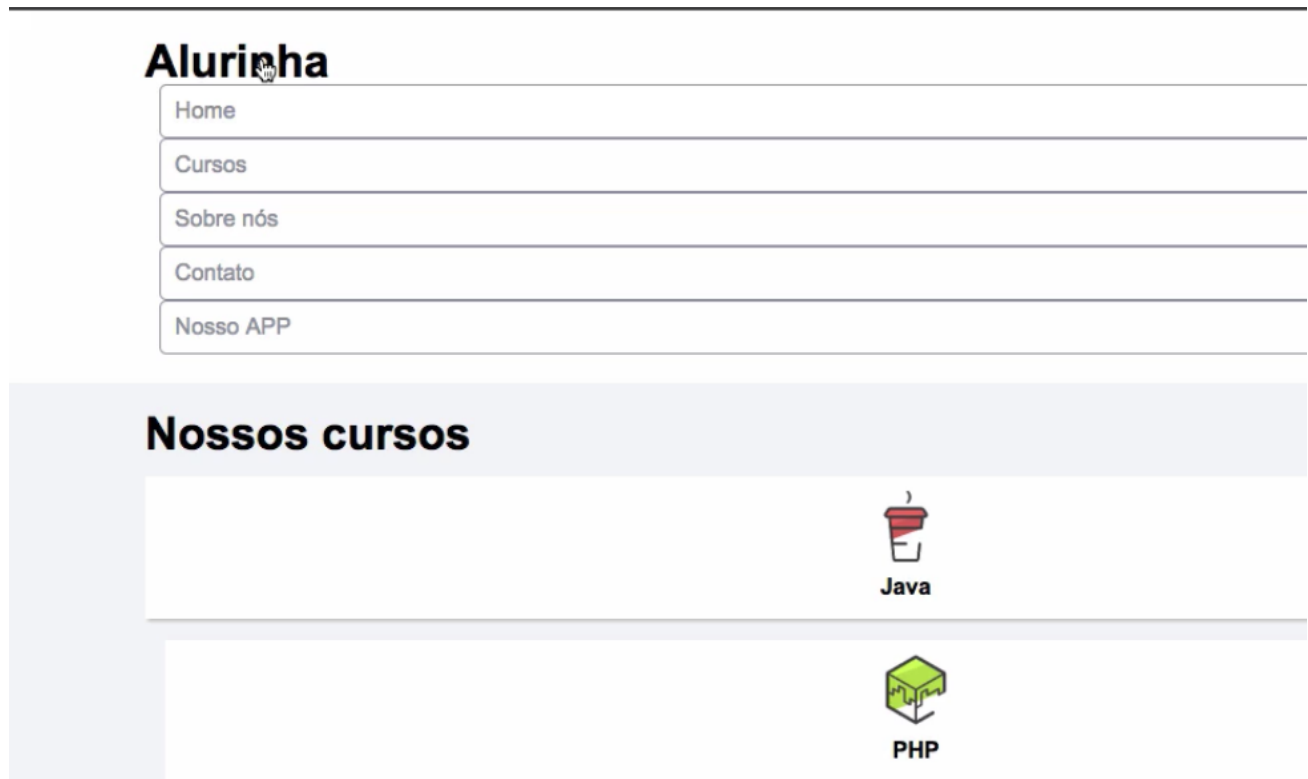 Alurinha
Home
Cursos
Sobre nós
Contato
Nosso APP
Nossos cursos
Java
PHP